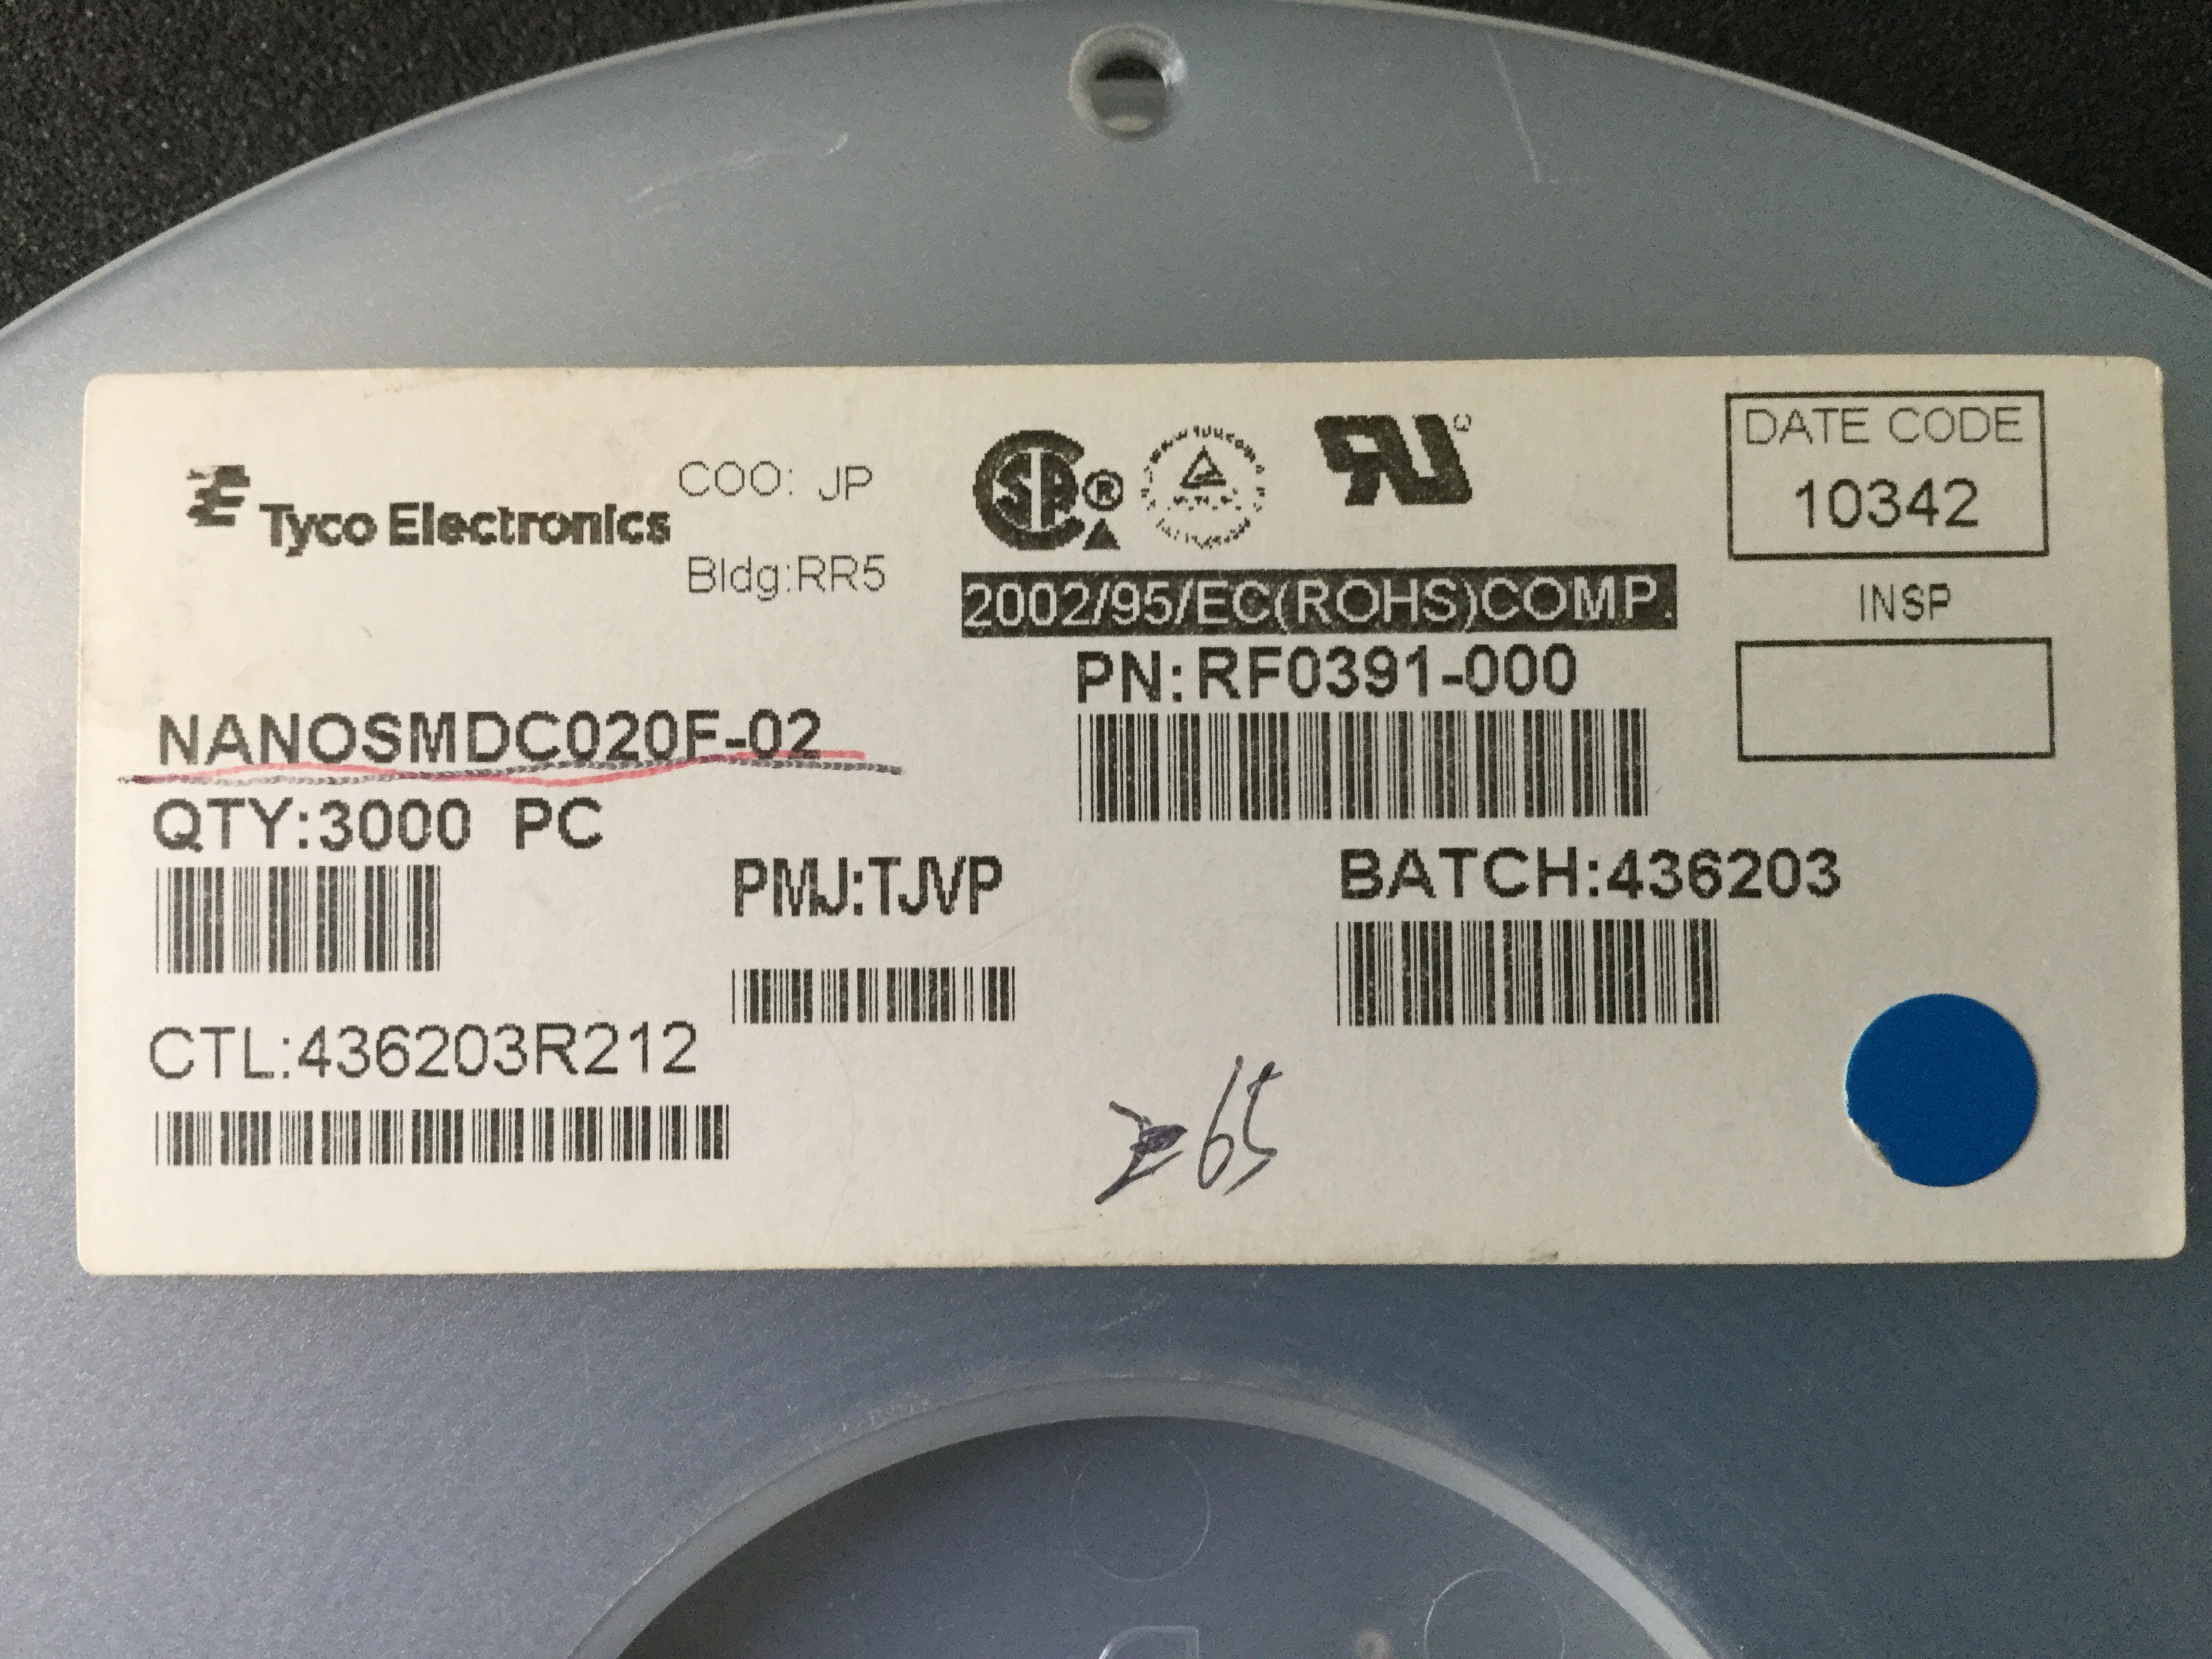 Tyco Electronics
COO: JP
Bldg:RR5
2002/95/EC(ROHS)COMP.
DATE CODE
10342
INSP
PN:RF0391-000
NANOSMDC020F-02
QTY:3000 PC
PMJ:TJVP
BATCH:436203
CTL:436203R212
65